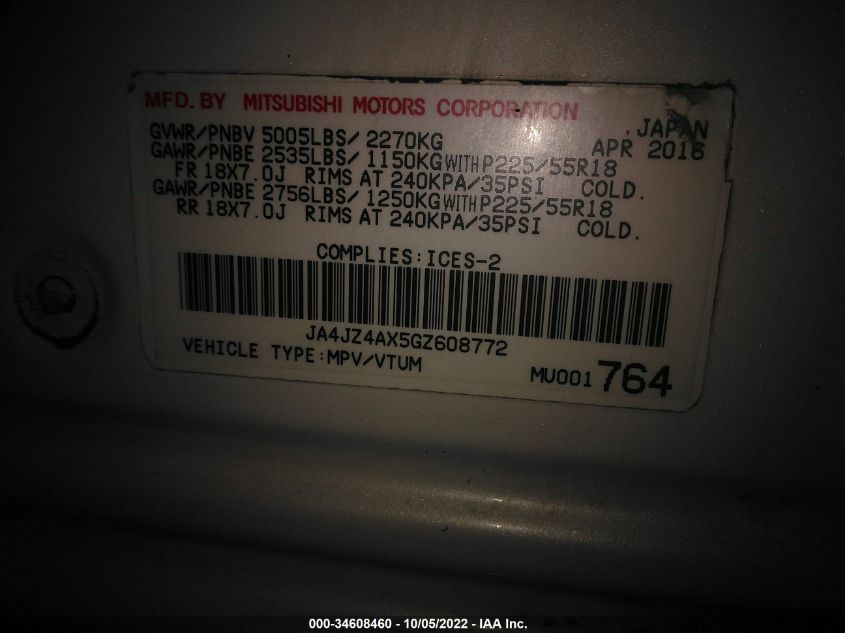 MFD. BY MITSUBISHI MOTORS CORPORATION
, JAPAN
GVWR/PNBV 5005LBS/ 2270KG APR 2016
GAWR/PNBE 2535LBS/ 1150KG WITH P225/55R18
FR 18X7.0J RIMS AT 240KPA/35PSI COLD.
GAWR/PNBE 2756LBS/ 1250KG WITH P225/55R18
RR 18X7.0J RIMS AT 240KPA/35PSI COLD.
COMPLIES:ICES-2
JA4JZ4AX5GZ608772
VEHICLE TYPE:MPV/VTUM
MU001 764
000-34608460 - 10/05/2022 - IAA Inc.